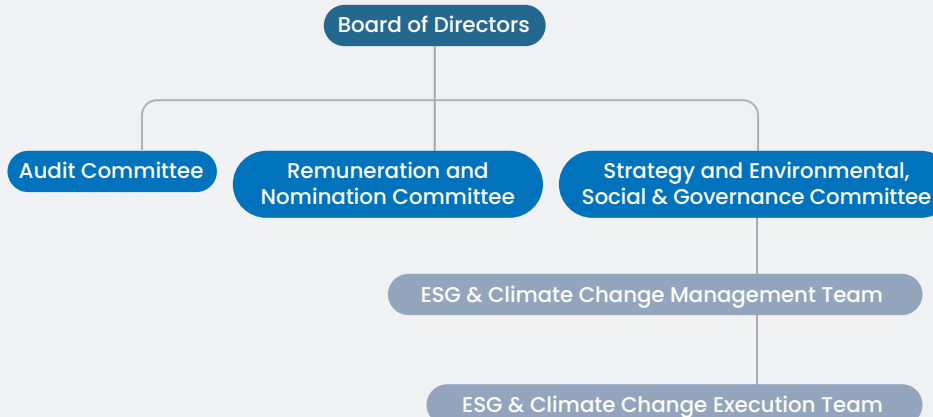 Board of Directors
Audit Committee
Remuneration and
Nomination Committee
Strategy and Environmental,
Social & Governance Committee
ESG & Climate Change Management Team
ESG & Climate Change Execution Team